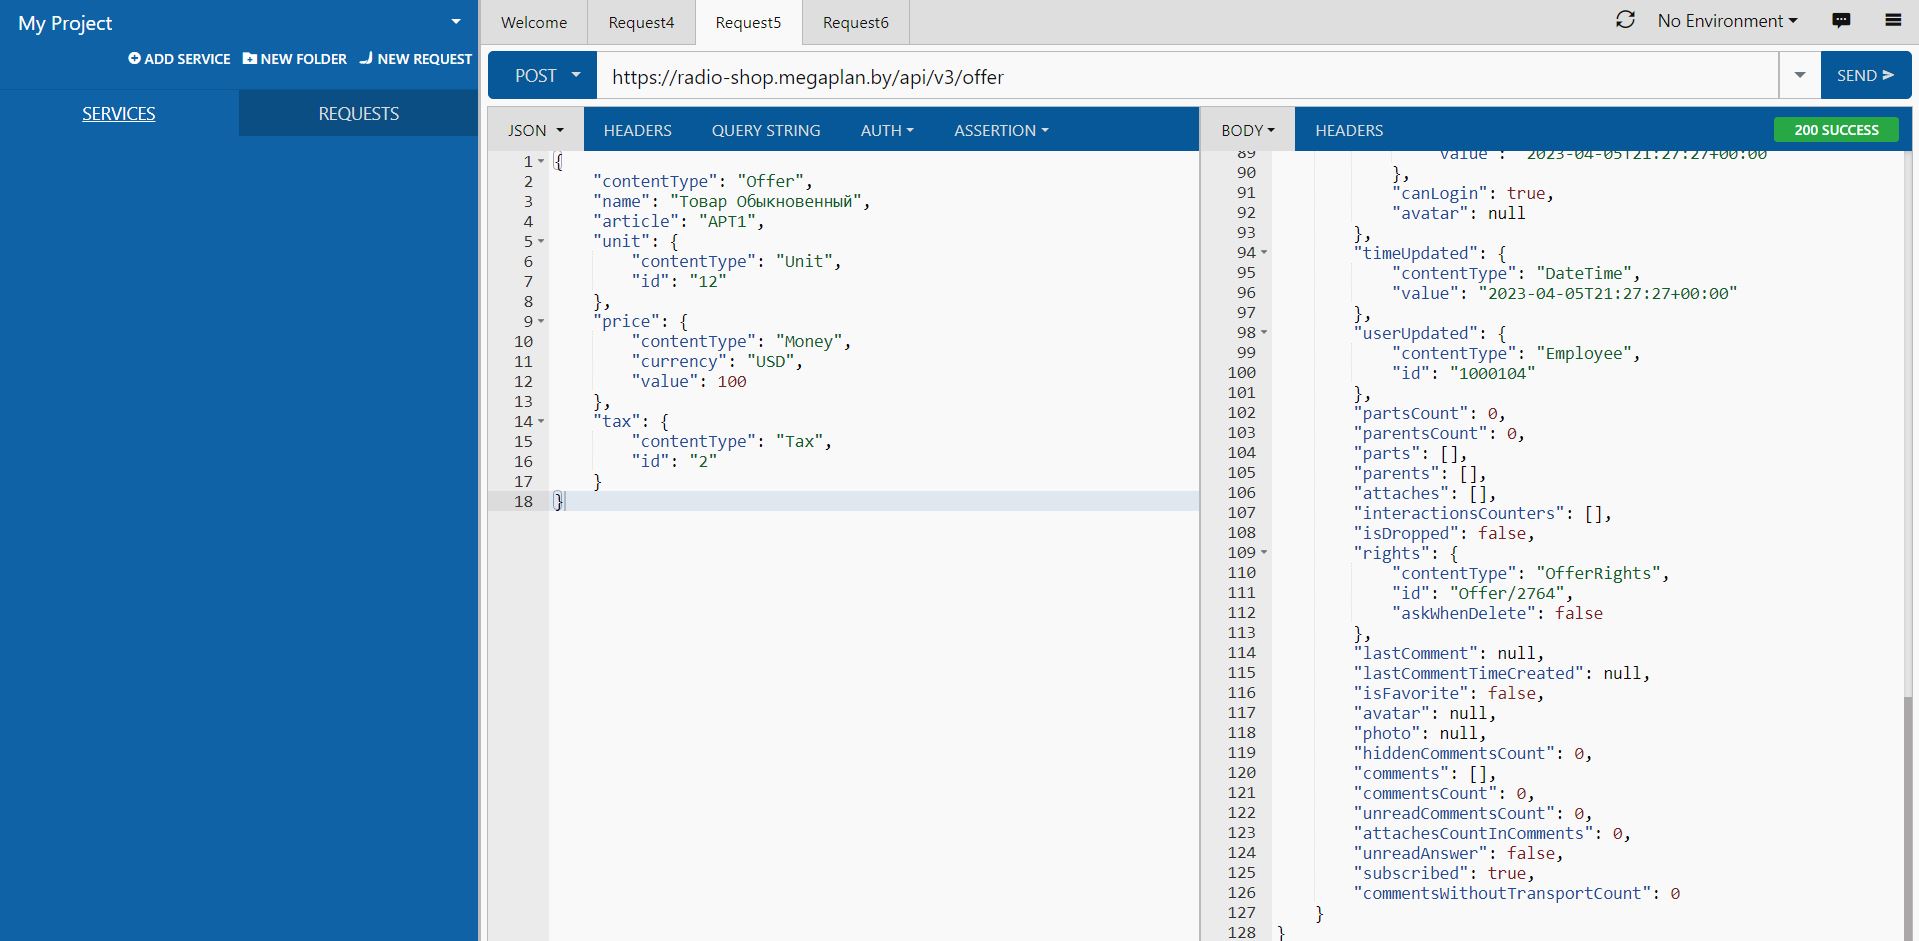 My Project
ADD SERVICE NEW FOLDER NEW REQUEST
SERVICES REQUESTS
Welcome Request4 Request5 Request6
No Environment
POST https://radio-shop.megaplan.by/api/v3/offer SEND
JSON HEADERS QUERY STRING AUTH ASSERTION
1 {
2 "contentType": "Offer",
3 "name": "Товар Обыкновенный",
4 "article": "АРТ1",
5 "unit": {
6 "contentType": "Unit",
7 "id": "12"
8 },
9 "price": {
10 "contentType": "Money",
11 "currency": "USD",
12 "value": 100
13 },
14 "tax": {
15 "contentType": "Tax",
16 "id": "2"
17 }
18 }
BODY HEADERS 200 SUCCESS
89 "value": "2023-04-05T21:27:27+00:00"
90 },
91 "canLogin": true,
92 "avatar": null
93 },
94 "timeUpdated": {
95 "contentType": "DateTime",
96 "value": "2023-04-05T21:27:27+00:00"
97 },
98 "userUpdated": {
99 "contentType": "Employee",
100 "id": "1000104"
101 },
102 "partsCount": 0,
103 "parentsCount": 0,
104 "parts": [],
105 "parents": [],
106 "attaches": [],
107 "interactionsCounters": [],
108 "isDropped": false,
109 "rights": {
110 "contentType": "OfferRights",
111 "id": "Offer/2764",
112 "askWhenDelete": false
113 },
114 "lastComment": null,
115 "lastCommentTimeCreated": null,
116 "isFavorite": false,
117 "avatar": null,
118 "photo": null,
119 "hiddenCommentsCount": 0,
120 "comments": [],
121 "commentsCount": 0,
122 "unreadCommentsCount": 0,
123 "attachesCountInComments": 0,
124 "unreadAnswer": false,
125 "subscribed": true,
126 "commentsWithoutTransportCount": 0
127 }
128 }